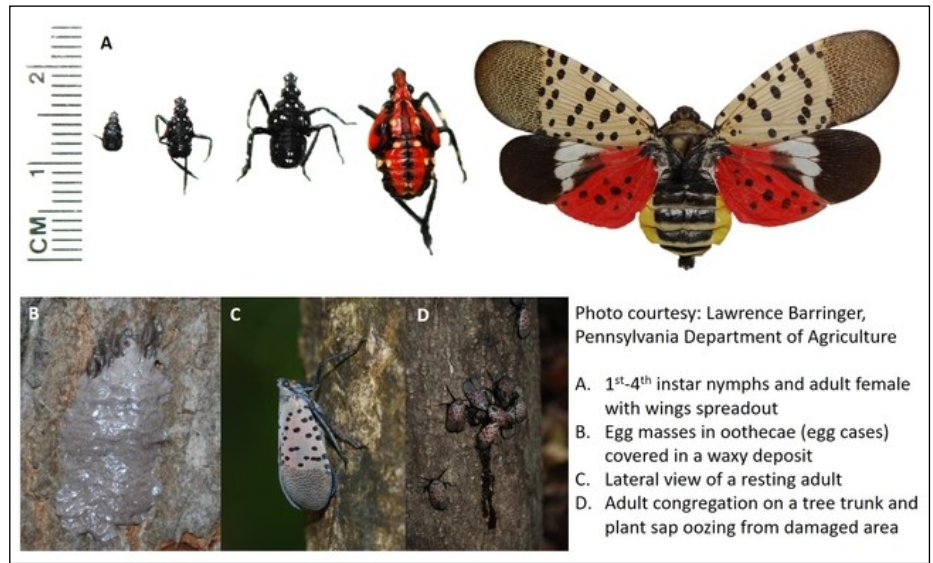 A
2
1
CM
B
C
D
Photo courtesy: Lawrence Barringer,
Pennsylvania Department of Agriculture
A. 1st-4th instar nymphs and adult female
with wings spreadout
B. Egg masses in oothecae (egg cases)
covered in a waxy deposit
C. Lateral view of a resting adult
D. Adult congregation on a tree trunk and
plant sap oozing from damaged area